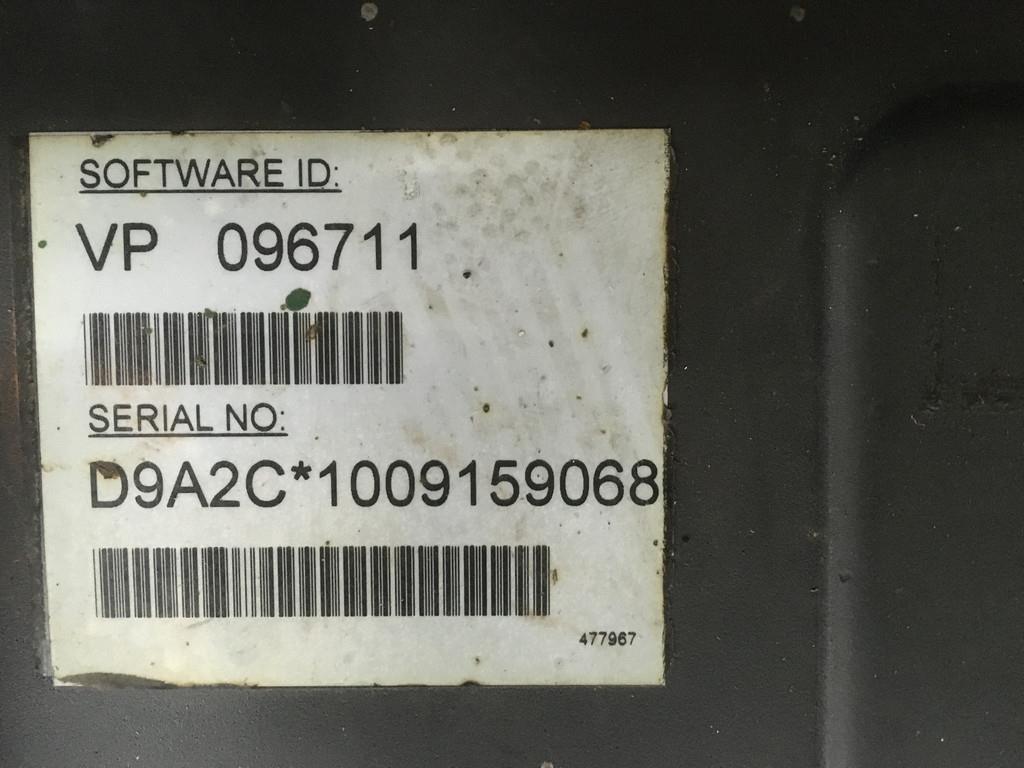 SOFTWARE ID:
VP 096711
SERIAL NO:
D9A2C*1009159068
477967